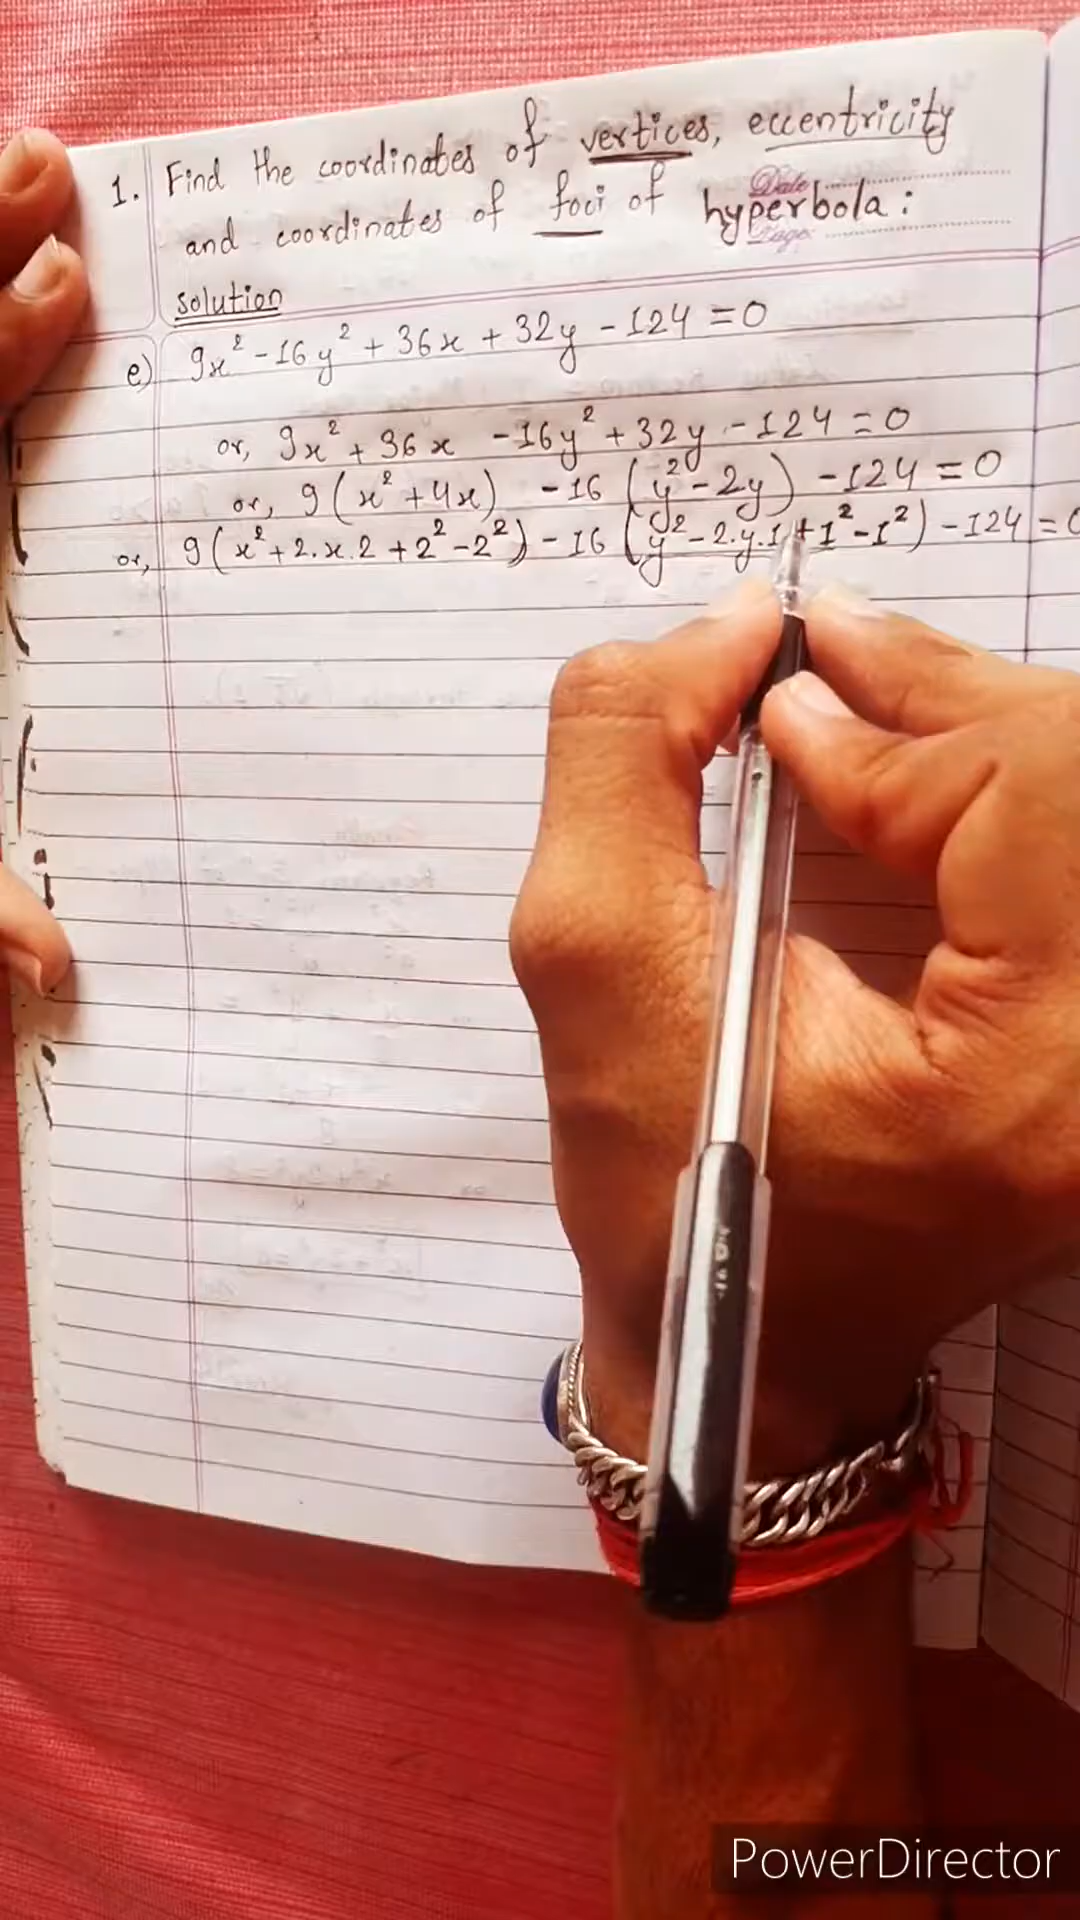 1. Find the coordinates of vertices, eccentricity
and coordinates of foci of hyperbola:
Date
Page
solution
e) 9x² - 16y² + 36x + 32y - 124 = 0
or, 9x² + 36x - 16y² + 32y - 124 = 0
or, 9(x² + 4x) - 16(y² - 2y) - 124 = 0
or, 9(x² + 2.x.2 + 2² - 2²) - 16(y² - 2.y.1 + 1² - 1²) - 124 = 0
PowerDirector